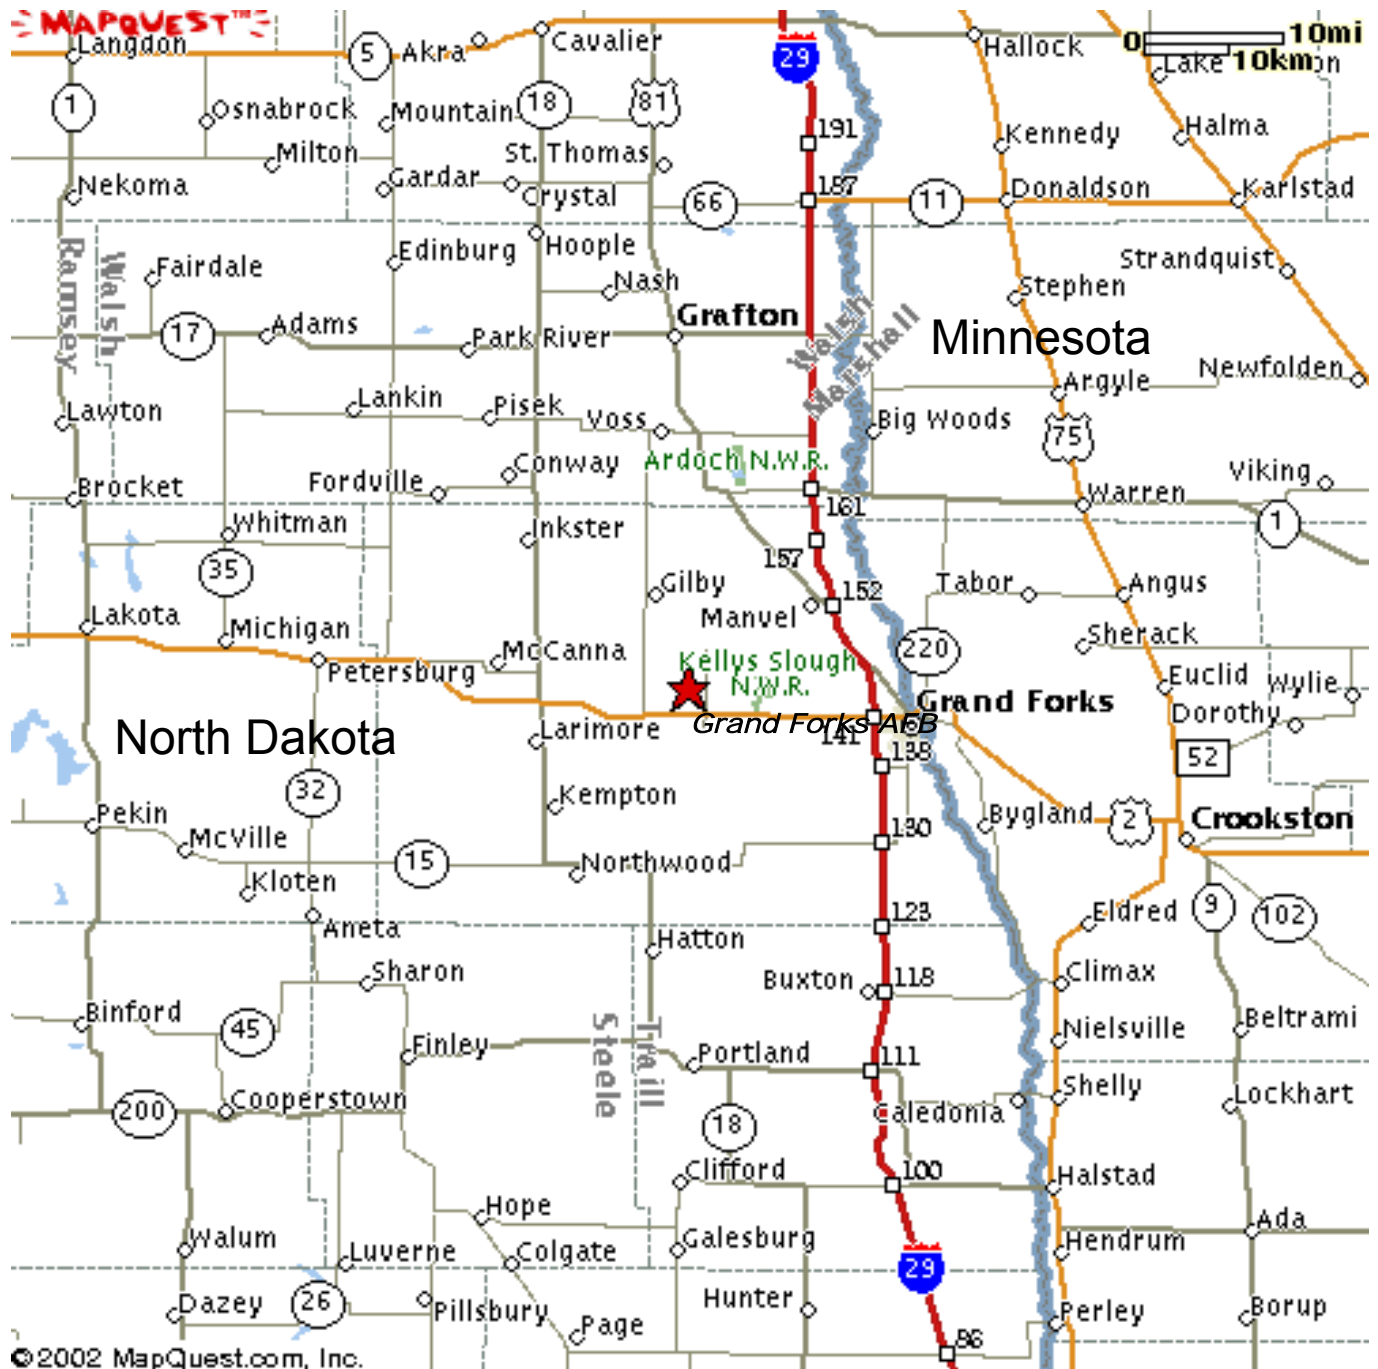 MAPQUEST™
Langdon
5
Akra
Cavalier
29
Hallock
0
10mi
10km
Lake
on
1
Osnabrock
Mountain
18
81
191
Kennedy
Halma
Milton
St. Thomas
Nekoma
Gardar
Crystal
66
187
11
Donaldson
Karlstad
Ramsey
Walsh
Fairdale
Edinburg
Hoople
Nash
Strandquist
Stephen
17
Adams
Park River
Grafton
Walsh
Marshall
Minnesota
Newfolden
Argyle
Lawton
Lankin
Pisek
Voss
Big Woods
75
Ardoch N.W.R.
Conway
Fordville
Brocket
Viking
Warren
161
1
Whitman
Inkster
157
35
Gilby
152
Manvel
Tabor
Angus
Lakota
Michigan
McCanna
Sherack
220
Petersburg
Kellys Slough
N.W.R.
Euclid
Wylie
Grand Forks
Dorothy
Grand Forks AFB
North Dakota
Larimore
141
138
52
32
Kempton
Pekin
McVille
130
Bygland
2
Crookston
15
Northwood
Kloten
123
Eldred
9
102
Aneta
Hatton
Sharon
Buxton
118
Climax
Binford
45
Steele
Traill
Finley
Portland
111
Nielsville
Beltrami
Cooperstown
200
18
Caledonia
Shelly
Lockhart
Clifford
100
Halstad
Hope
Ada
Walum
Luverne
Colgate
Galesburg
Hendrum
29
Dazey
26
Pillsbury
Hunter
Page
Perley
Borup
86
©2002 MapQuest.com, Inc.